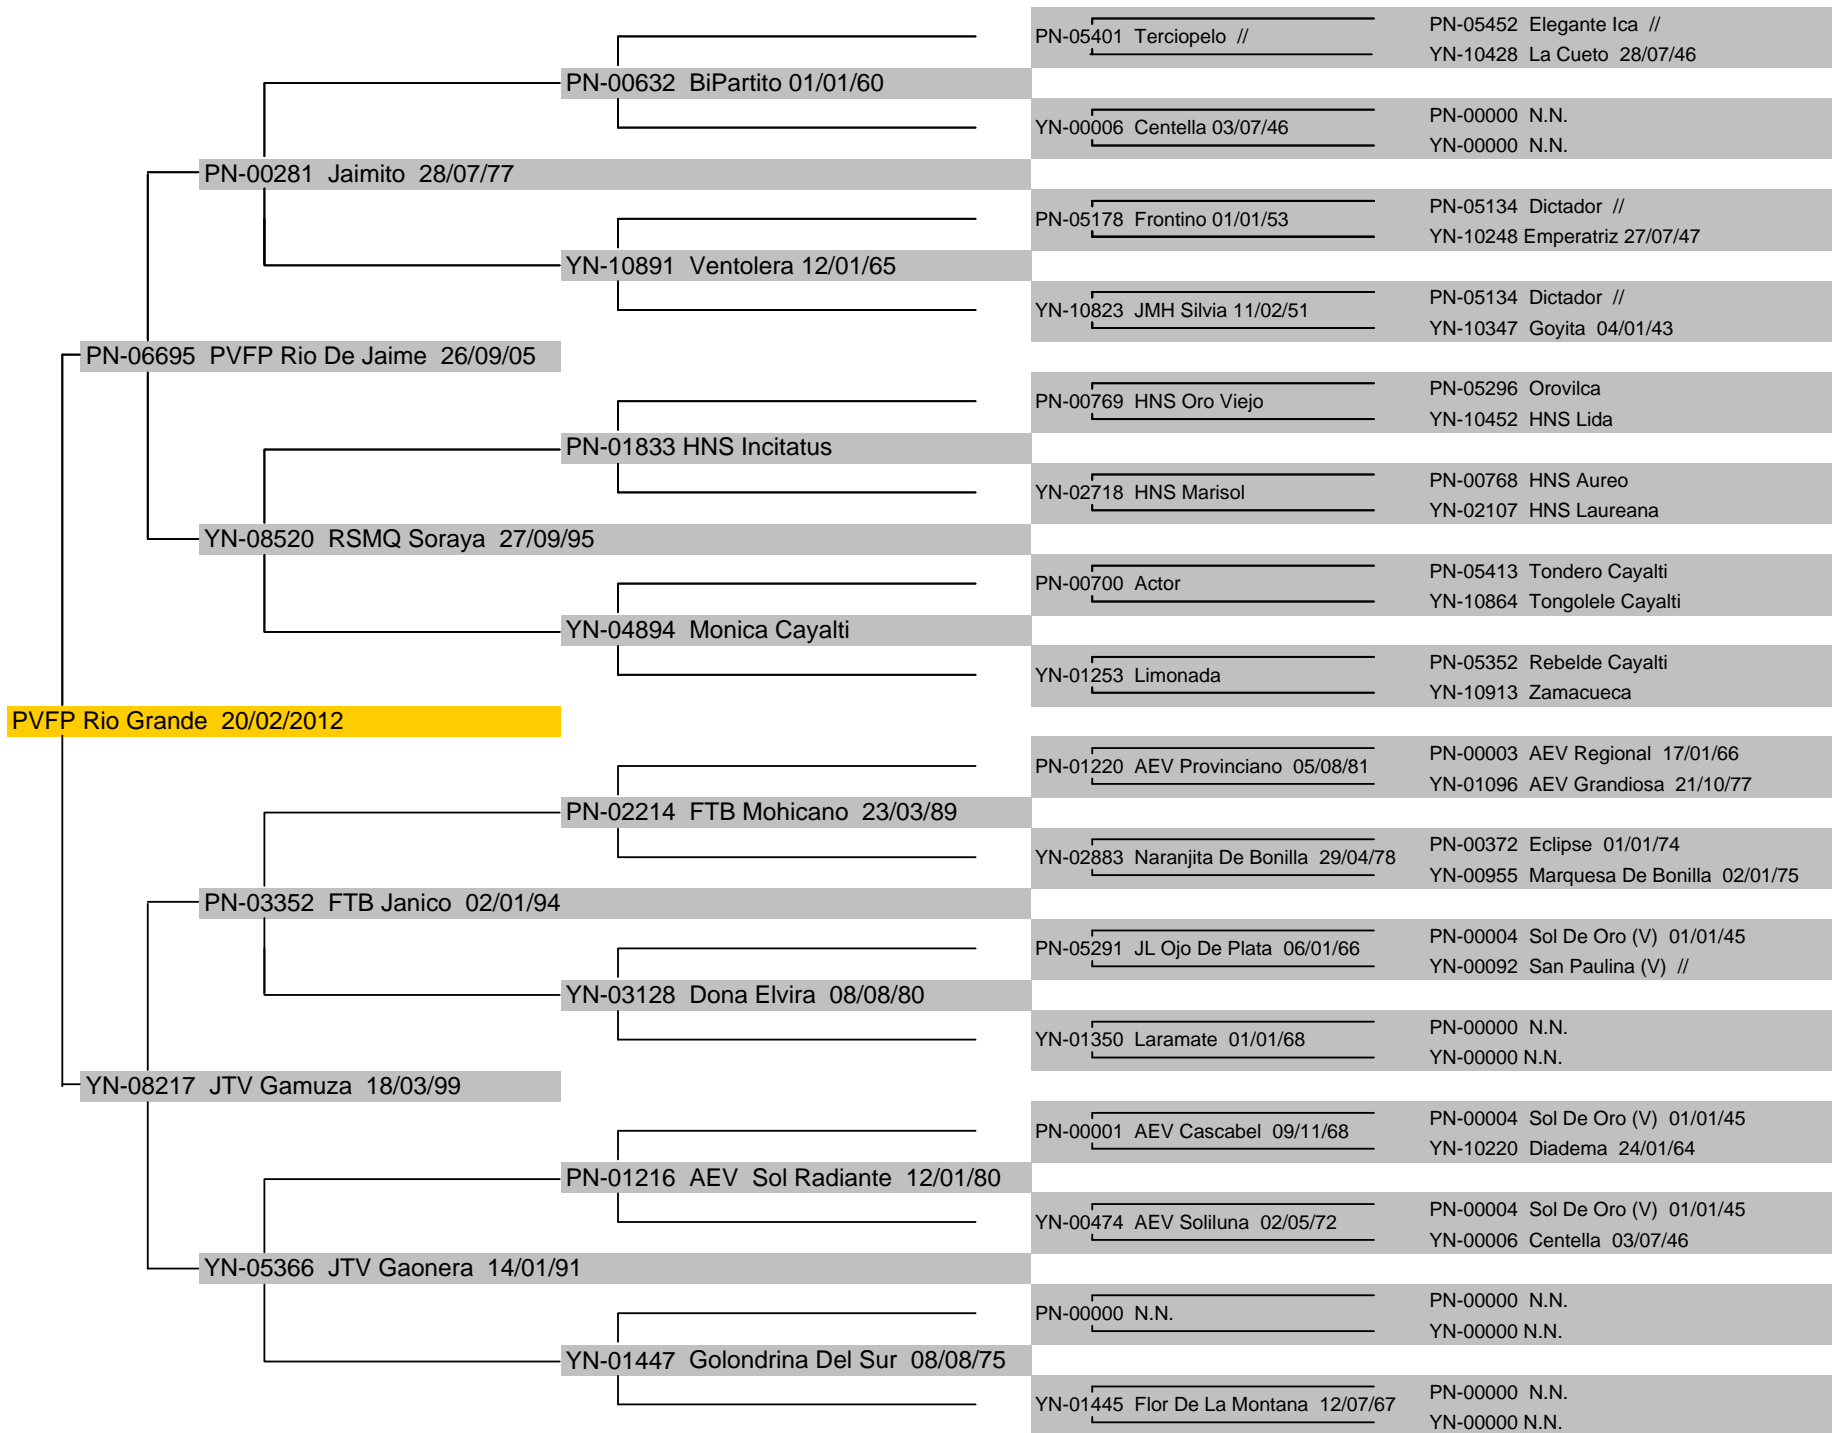 PN-05452 Elegante Ica //
PN-05401 Terciopelo //
YN-10428 La Cueto 28/07/46
PN-00632 BiPartito 01/01/60
PN-00000 N.N.
YN-00006 Centella 03/07/46
YN-00000 N.N.
PN-00281 Jaimito 28/07/77
PN-05134 Dictador //
PN-05178 Frontino 01/01/53
YN-10248 Emperatriz 27/07/47
YN-10891 Ventolera 12/01/65
PN-05134 Dictador //
YN-10823 JMH Silvia 11/02/51
YN-10347 Goyita 04/01/43
PN-06695 PVFP Rio De Jaime 26/09/05
PN-05296 Orovilca
PN-00769 HNS Oro Viejo
YN-10452 HNS Lida
PN-01833 HNS Incitatus
PN-00768 HNS Aureo
YN-02718 HNS Marisol
YN-02107 HNS Laureana
YN-08520 RSMQ Soraya 27/09/95
PN-05413 Tondero Cayalti
PN-00700 Actor
YN-10864 Tongolele Cayalti
YN-04894 Monica Cayalti
PN-05352 Rebelde Cayalti
YN-01253 Limonada
YN-10913 Zamacueca
PVFP Rio Grande 20/02/2012
PN-00003 AEV Regional 17/01/66
PN-01220 AEV Provinciano 05/08/81
YN-01096 AEV Grandiosa 21/10/77
PN-02214 FTB Mohicano 23/03/89
PN-00372 Eclipse 01/01/74
YN-02883 Naranjita De Bonilla 29/04/78
YN-00955 Marquesa De Bonilla 02/01/75
PN-03352 FTB Janico 02/01/94
PN-00004 Sol De Oro (V) 01/01/45
PN-05291 JL Ojo De Plata 06/01/66
YN-00092 San Paulina (V) //
YN-03128 Dona Elvira 08/08/80
PN-00000 N.N.
YN-01350 Laramate 01/01/68
YN-00000 N.N.
YN-08217 JTV Gamuza 18/03/99
PN-00004 Sol De Oro (V) 01/01/45
PN-00001 AEV Cascabel 09/11/68
YN-10220 Diadema 24/01/64
PN-01216 AEV Sol Radiante 12/01/80
PN-00004 Sol De Oro (V) 01/01/45
YN-00474 AEV Soliluna 02/05/72
YN-00006 Centella 03/07/46
YN-05366 JTV Gaonera 14/01/91
PN-00000 N.N.
PN-00000 N.N.
YN-00000 N.N.
YN-01447 Golondrina Del Sur 08/08/75
PN-00000 N.N.
YN-01445 Flor De La Montana 12/07/67
YN-00000 N.N.